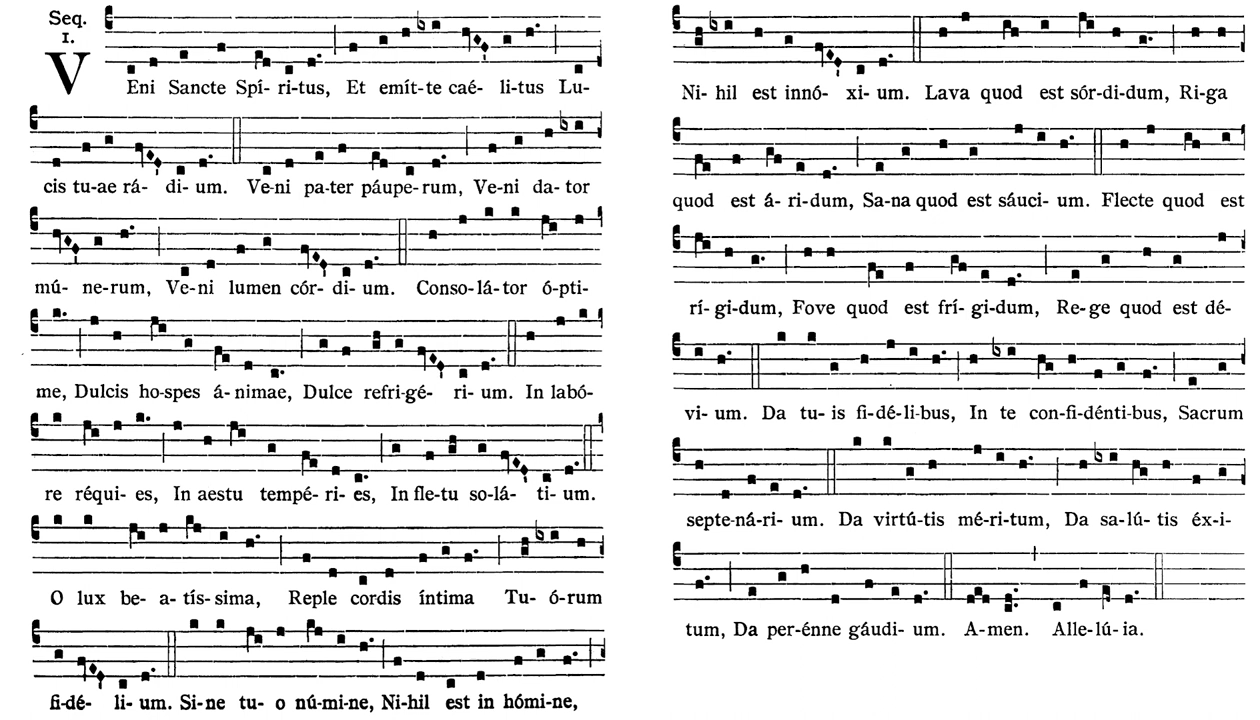 Seq.
I.
VEni Sancte Spí- ri-tus, Et emít-te caé- li-tus Lu-
cis tu-ae rá- di- um. Ve-ni pa-ter páupe-rum, Ve-ni da-tor
mú- ne-rum, Ve-ni lumen cór- di- um. Conso-lá-tor ó-pti-
me, Dulcis ho-spes á-nimae, Dulce refri-gé- ri- um. In labó-
re réqui- es, In aestu tempé- ri- es, In fle-tu so-lá- ti- um.
O lux be- a- tís- sima, Reple cordis íntima Tu- ó-rum
fi-dé- li- um. Si-ne tu- o nú-mi-ne, Ni-hil est in hómi-ne,
Ni- hil est innó- xi- um. Lava quod est sór-di-dum, Ri-ga
quod est á- ri-dum, Sa-na quod est sáuci- um. Flecte quod est
rí- gi-dum, Fove quod est frí- gi-dum, Re-ge quod est dé-
vi- um. Da tu- is fi-dé-li-bus, In te con-fi-dénti-bus, Sacrum
septe-ná-ri- um. Da virtú-tis mé-ri-tum, Da sa-lú- tis éx-i-
tum, Da per-énne gáudi- um. A-men. Alle-lú-ia.